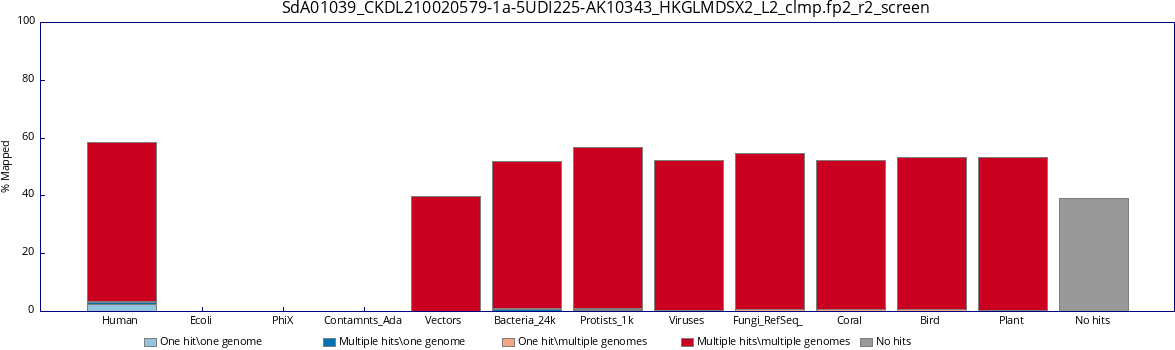 SdA01039_CKDL210020579-1a-5UDI225-AK10343_HKGLMDSX2_L2_clmp.fp2_r2_screen
100
80
60
40
20
0
% Mapped
Human Ecoli PhiX Contamnts_Ada Vectors Bacteria_24k Protists_1k Viruses Fungi_RefSeq_ Coral Bird Plant No hits
One hit\one genome Multiple hits\one genome One hit\multiple genomes Multiple hits\multiple genomes No hits